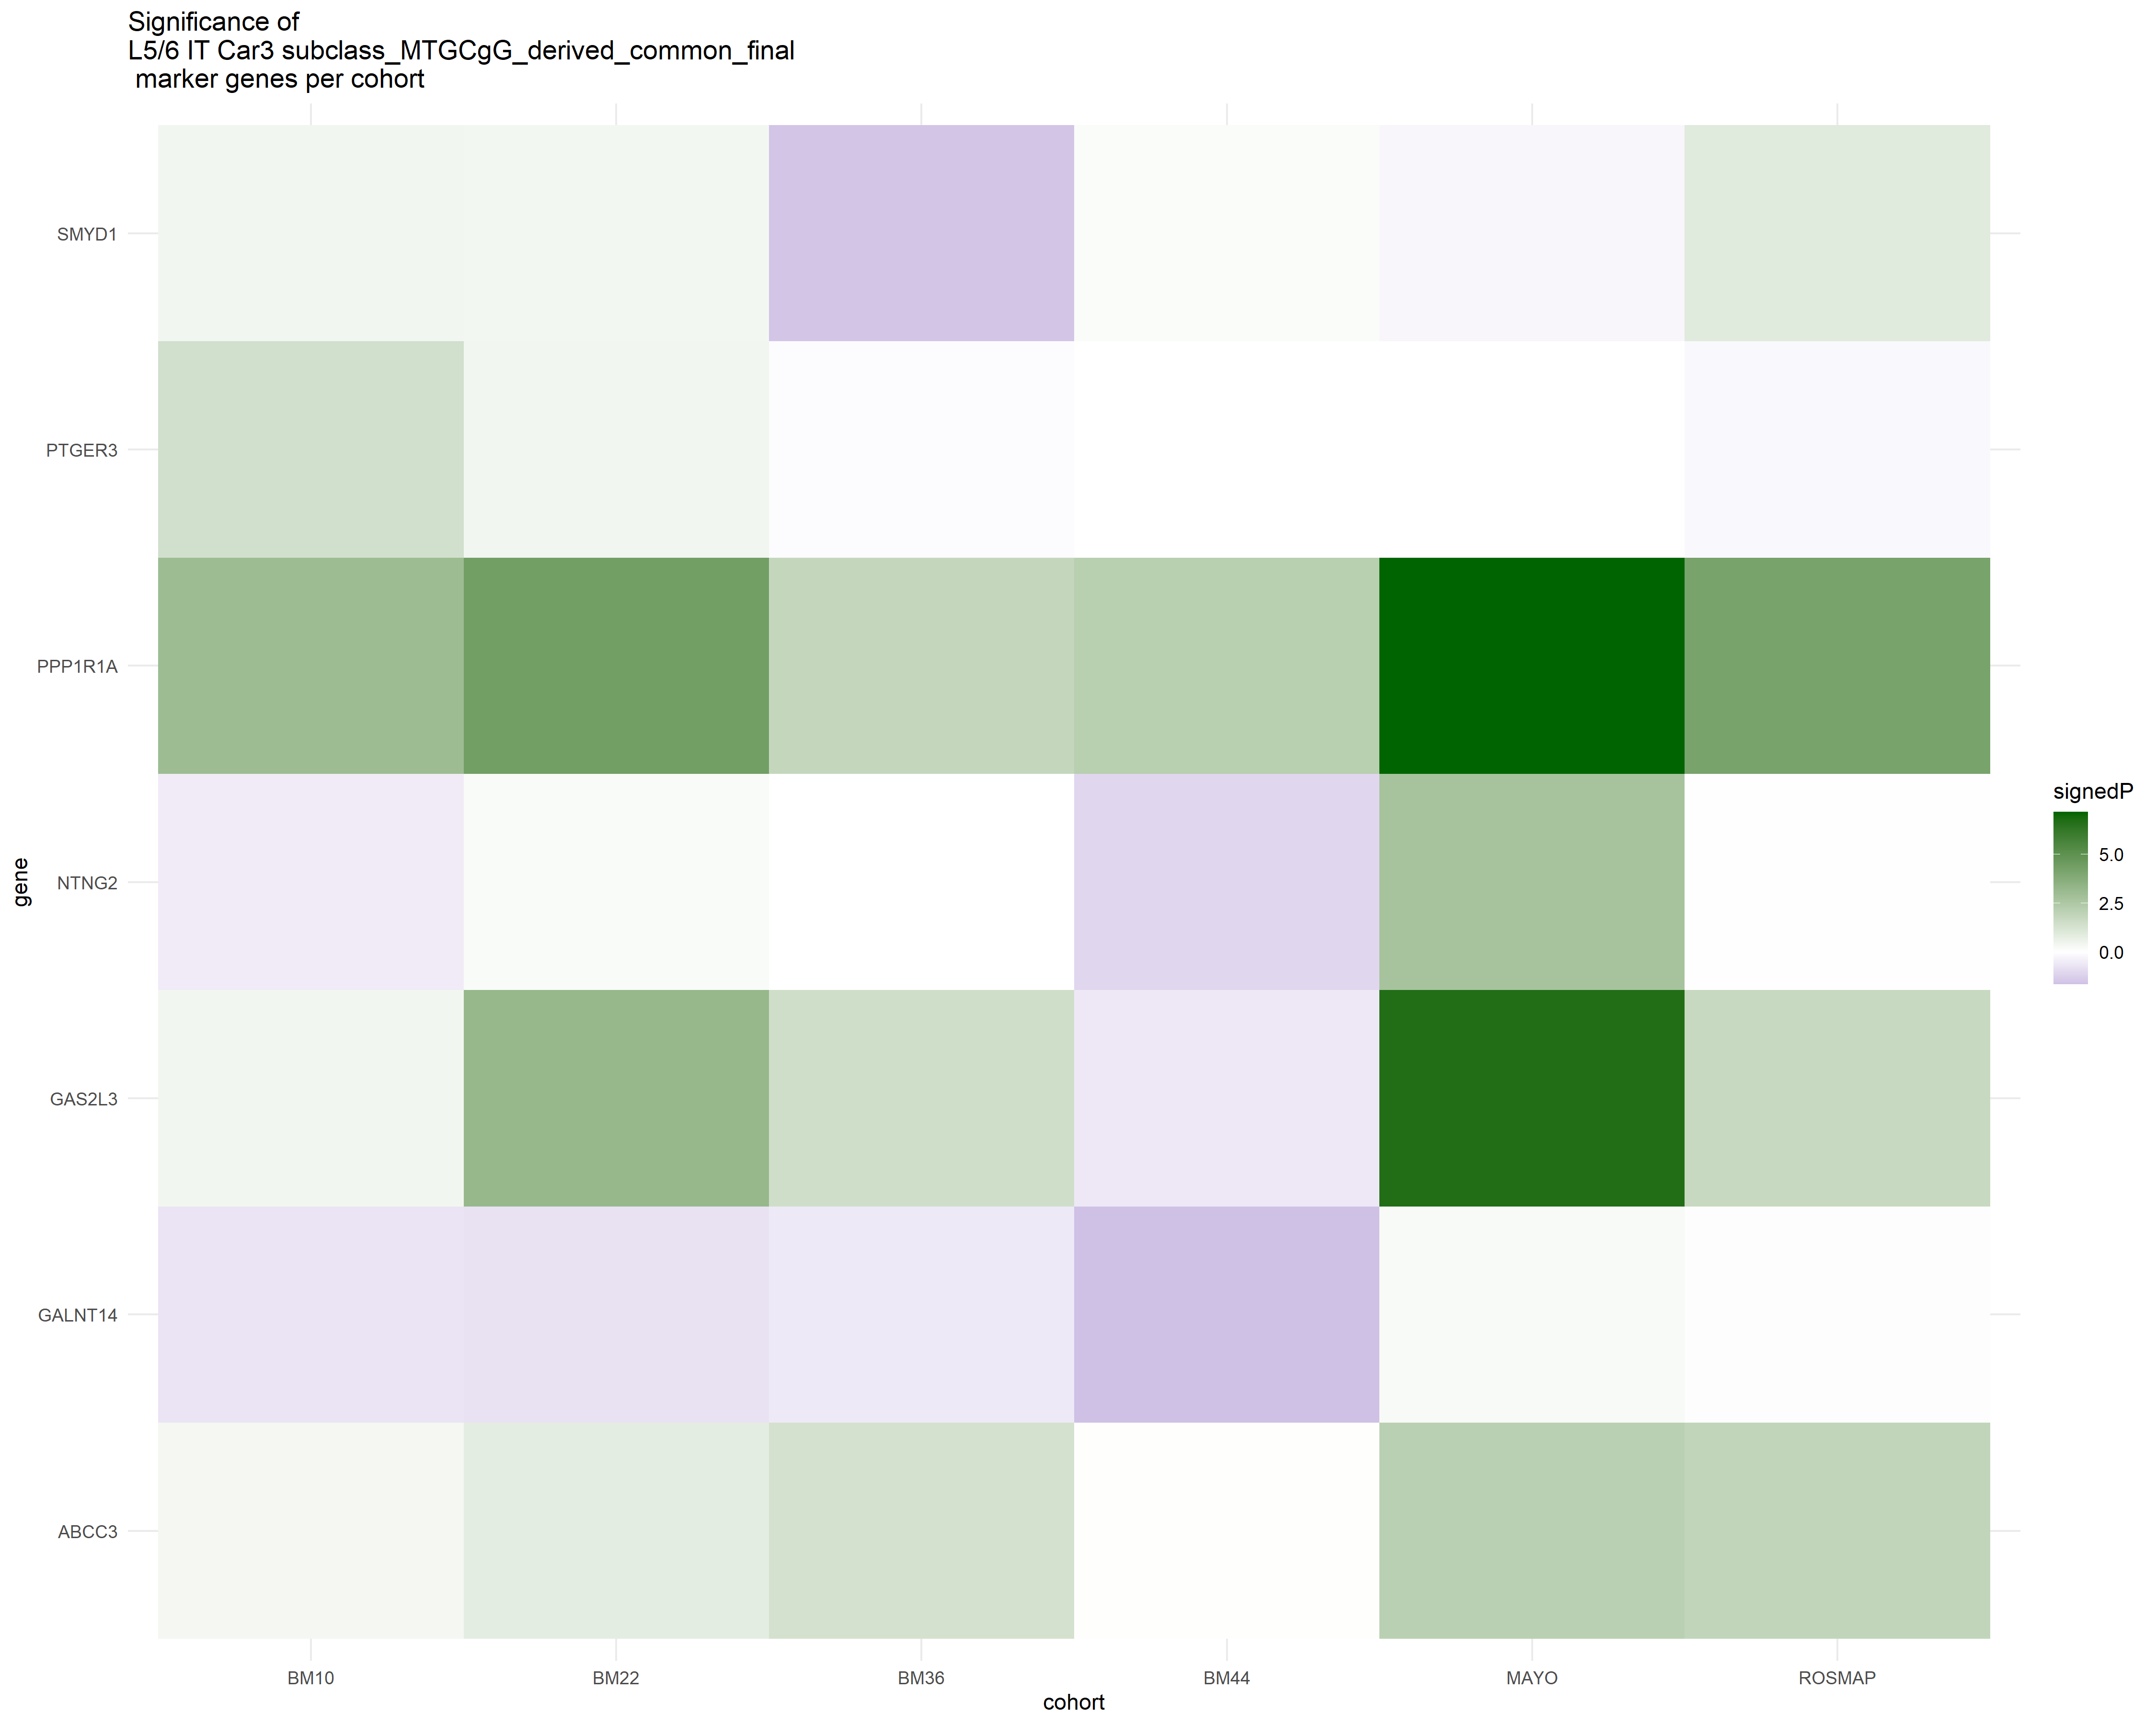 Significance of
L5/6 IT Car3 subclass_MTGCgG_derived_common_final
marker genes per cohort
SMYD1
PTGER3
PPP1R1A
NTNG2
GAS2L3
GALNT14
ABCC3
gene
BM10
BM22
BM36
BM44
MAYO
ROSMAP
cohort
signedP
5.0
2.5
0.0